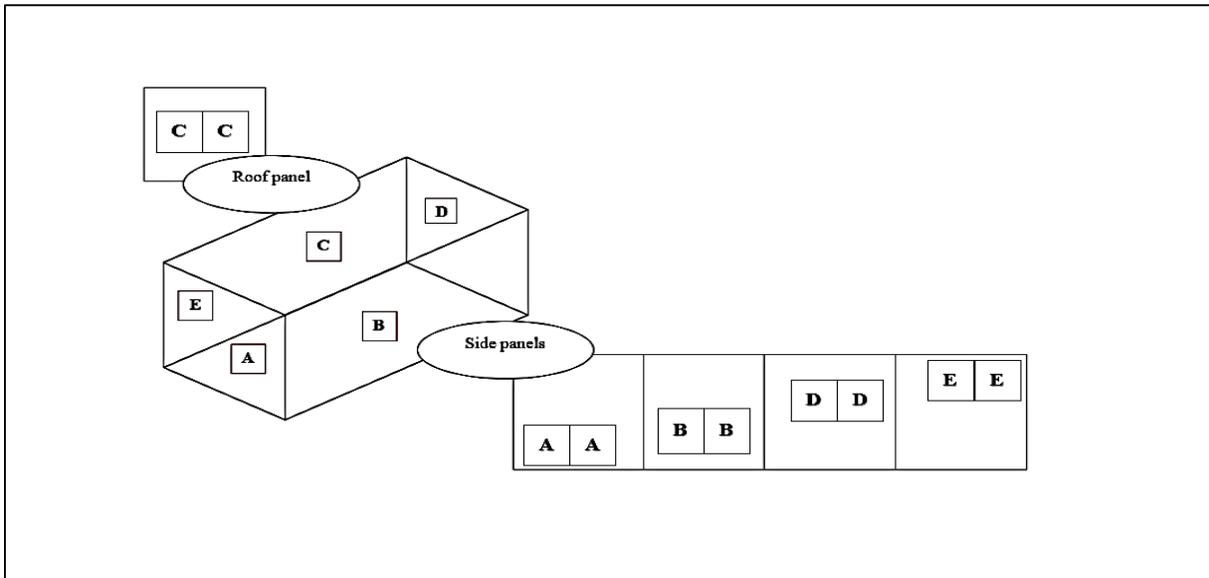 C C
Roof panel
D
C
E
B
A
Side panels
E E
D D
B B
A A